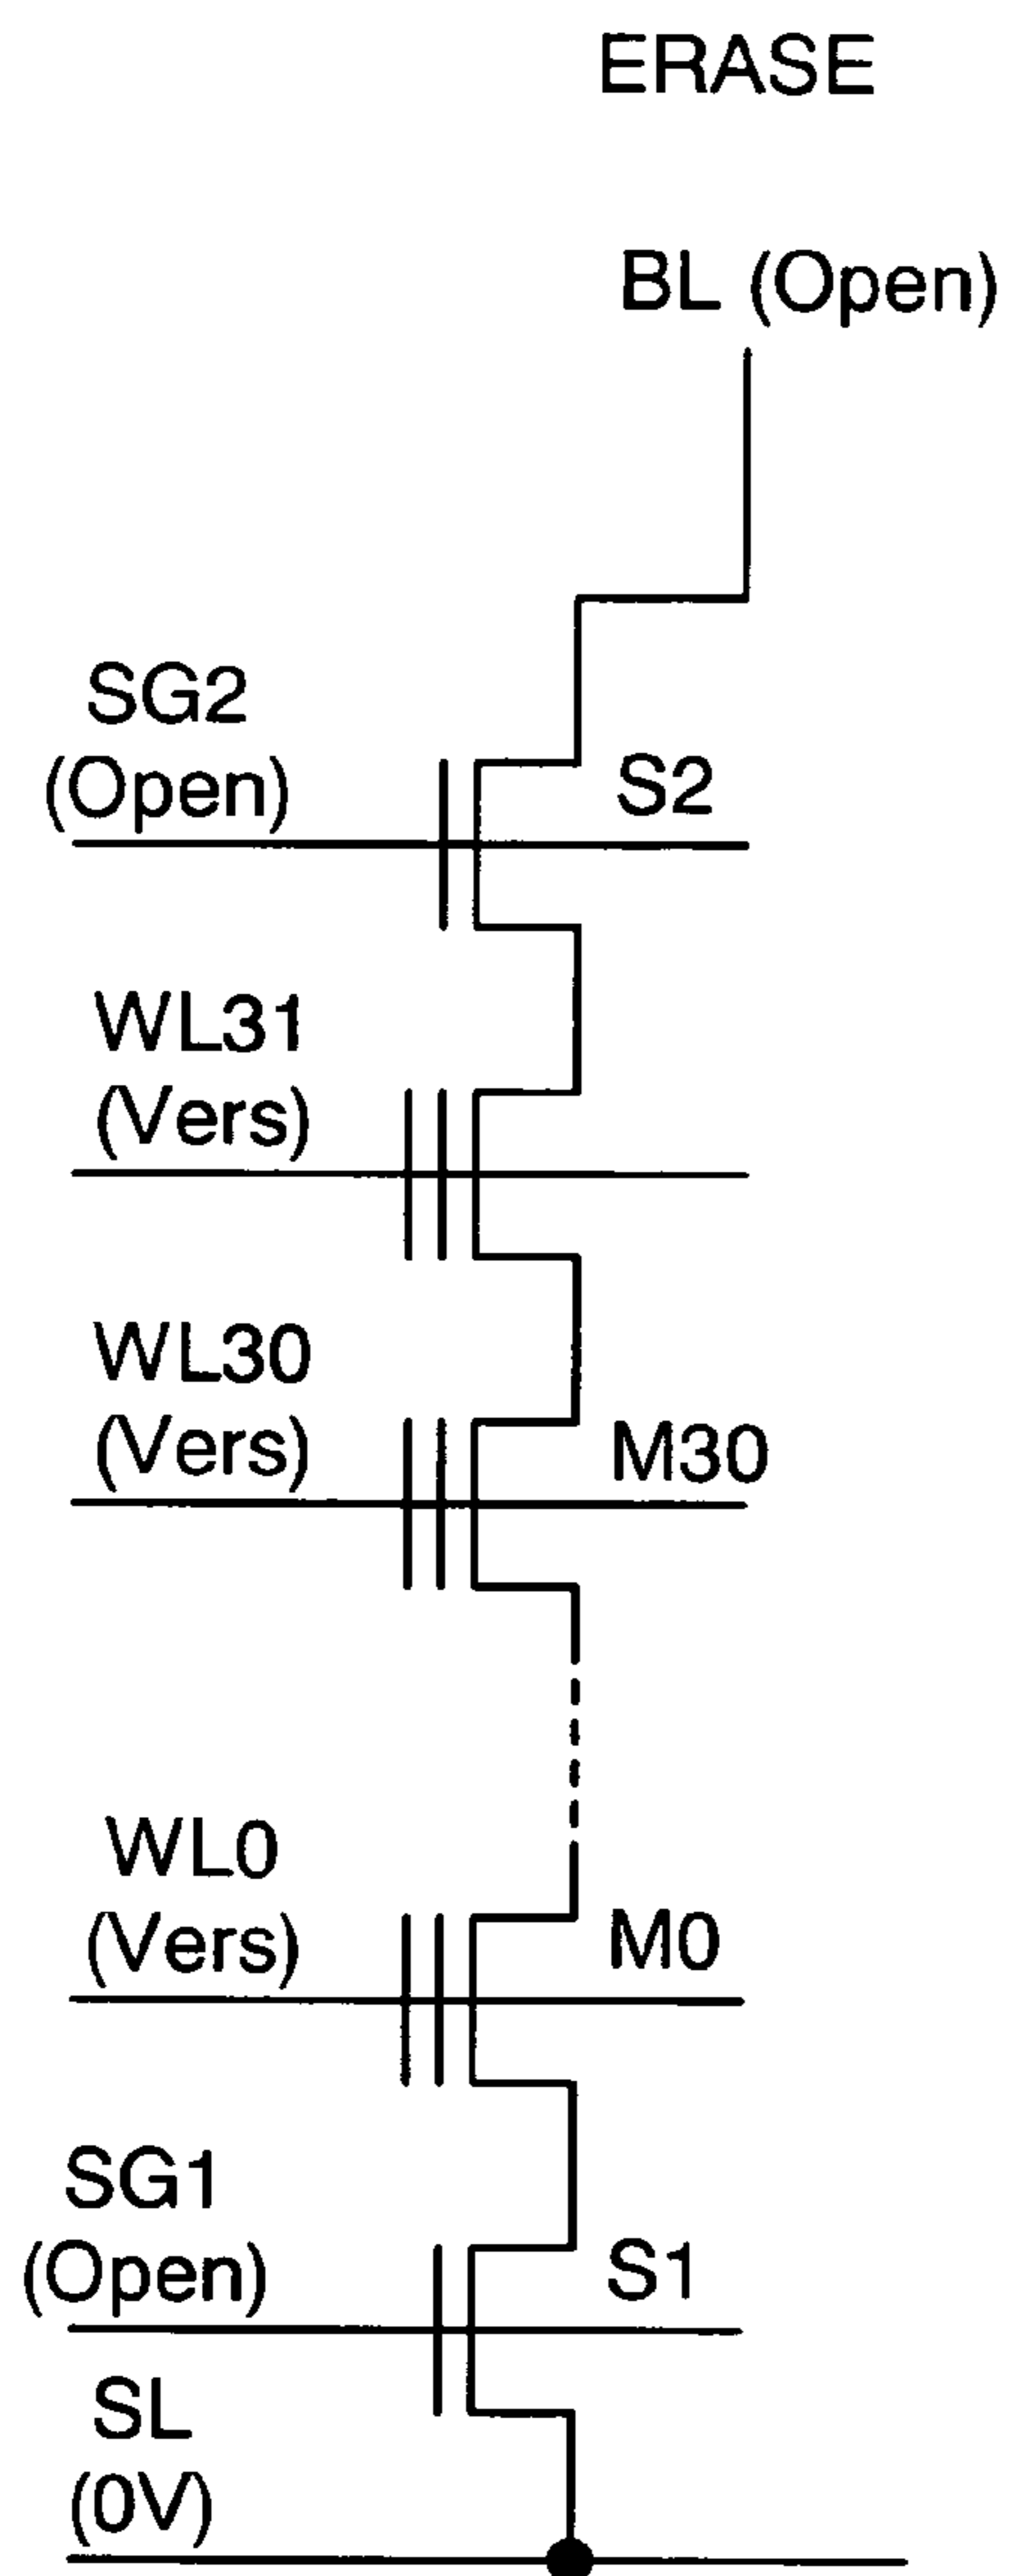 ERASE
BL (Open)
SG2
(Open)
S2
WL31
(Vers)
WL30
(Vers)
M30
WL0
(Vers)
M0
SG1
(Open)
S1
SL
(0V)